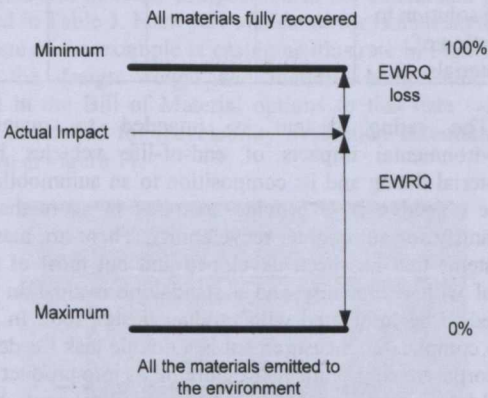 All materials fully recovered
Minimum
100%
EWRQ
loss
Actual Impact
EWRQ
Maximum
0%
All the materials emitted to
the environment